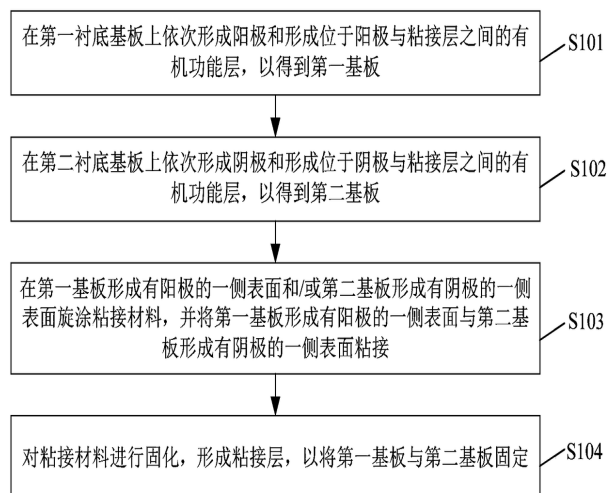 在第一衬底基板上依次形成阳极和形成位于阳极与粘接层之间的有
机功能层，以得到第一基板
S101
在第二衬底基板上依次形成阴极和形成位于阴极与粘接层之间的有
机功能层，以得到第二基板
S102
在第一基板形成有阳极的一侧表面和/或第二基板形成有阴极的一侧
表面旋涂粘接材料，并将第一基板形成有阳极的一侧表面与第二基
板形成有阴极的一侧表面粘接
S103
对粘接材料进行固化，形成粘接层，以将第一基板与第二基板固定
S104